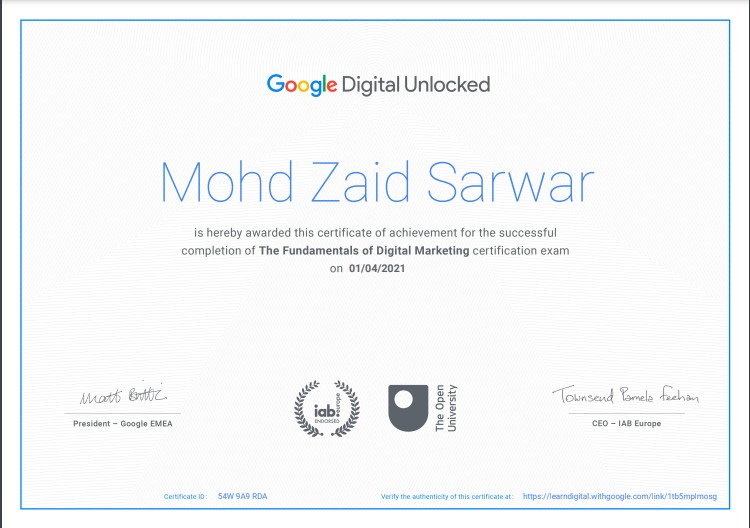 Google Digital Unlocked
Mohd Zaid Sarwar
is hereby awarded this certificate of achievement for the successful
completion of The Fundamentals of Digital Marketing certification exam
on 01/04/2021
Matt Brittin
President – Google EMEA
iab europe
ENDORSED
The Open
University
Townsend Pamela Feehan
CEO – IAB Europe
Certificate ID: 54W 9A9 RDA
Verify the authenticity of this certificate at: https://learndigital.withgoogle.com/link/1tb5mplmosg